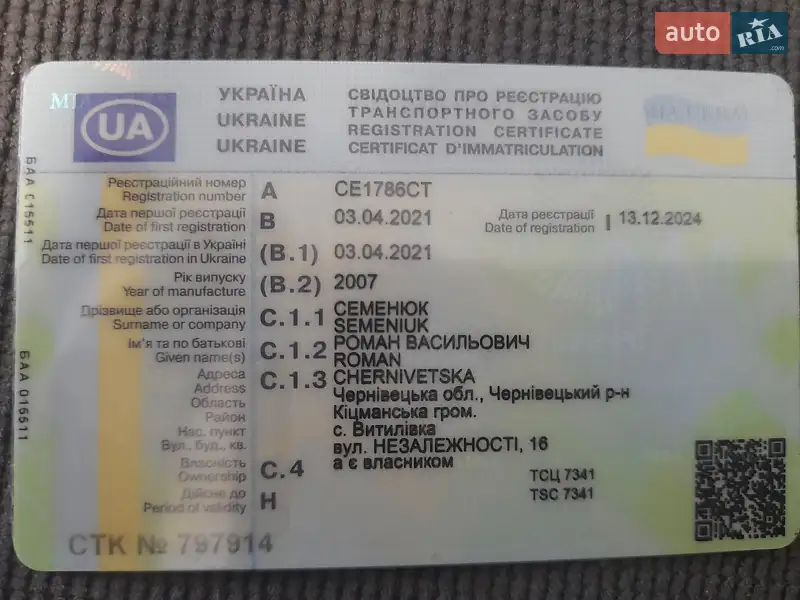 auto RIA .com
UA
УКРАЇНА
UKRAINE
UKRAINE
СВІДОЦТВО ПРО РЕЄСТРАЦІЮ
ТРАНСПОРТНОГО ЗАСОБУ
REGISTRATION CERTIFICATE
CERTIFICAT D'IMMATRICULATION
Реєстраційний номер
Registration number
A CE1786CT
Дата першої реєстрації
Date of first registration
B 03.04.2021
Дата реєстрації
Date of registration
I 13.12.2024
Дата першої реєстрації в Україні
Date of first registration in Ukraine
(B.1) 03.04.2021
Рік випуску
Year of manufacture
(B.2) 2007
Прізвище або організація
Surname or company
C.1.1 СЕМЕНЮК
SEMENIUK
Ім'я та по батькові
Given name(s)
C.1.2 РОМАН ВАСИЛЬОВИЧ
ROMAN
Адреса
Address
Область
Район
Нас. пункт
Вул., буд., кв.
C.1.3 CHERNIVETSKA
Чернівецька обл., Чернівецький р-н
Кіцманська гром.
с. Витилівка
вул. НЕЗАЛЕЖНОСТІ, 16
Власність
Ownership
C.4 а є власником
ТСЦ 7341
TSC 7341
Дійсне до
Period of validity
H
СТК № 797914
БАА 015511
БАА 015511